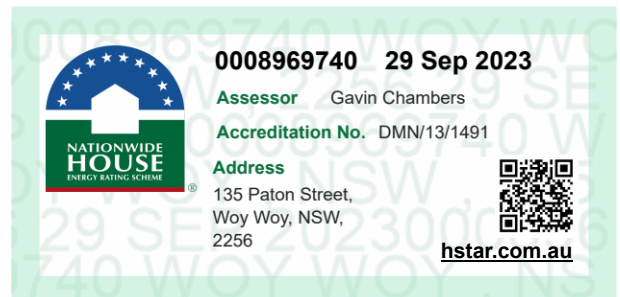 0008969740 29 Sep 2023
Assessor Gavin Chambers
Accreditation No. DMN/13/1491
NATIONWIDE
HOUSE
ENERGY RATING SCHEME
®
Address
135 Paton Street,
Woy Woy, NSW,
2256
hstar.com.au